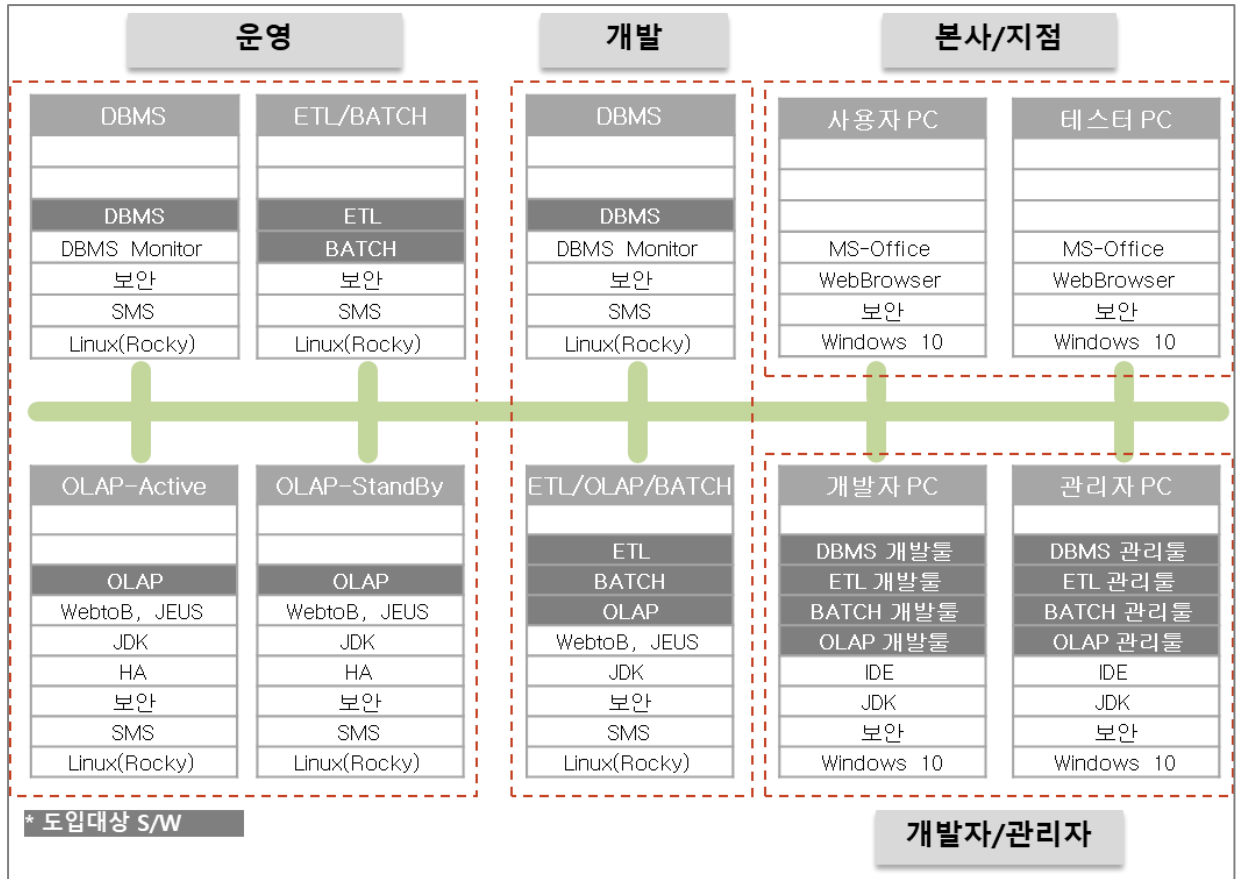 운영
개발
본사/지점
DBMS
DBMS
DBMS Monitor
보안
SMS
Linux(Rocky)
ETL/BATCH
ETL
BATCH
보안
SMS
Linux(Rocky)
DBMS
DBMS
DBMS Monitor
보안
SMS
Linux(Rocky)
사용자 PC
MS-Office
WebBrowser
보안
Windows 10
테스터 PC
MS-Office
WebBrowser
보안
Windows 10
OLAP-Active
OLAP
WebtoB, JEUS
JDK
HA
보안
SMS
Linux(Rocky)
OLAP-StandBy
OLAP
WebtoB, JEUS
JDK
HA
보안
SMS
Linux(Rocky)
ETL/OLAP/BATCH
ETL
BATCH
OLAP
WebtoB, JEUS
JDK
보안
SMS
Linux(Rocky)
개발자 PC
DBMS 개발툴
ETL 개발툴
BATCH 개발툴
OLAP 개발툴
IDE
JDK
보안
Windows 10
관리자 PC
DBMS 관리툴
ETL 관리툴
BATCH 관리툴
OLAP 관리툴
IDE
JDK
보안
Windows 10
* 도입대상 S/W
개발자/관리자